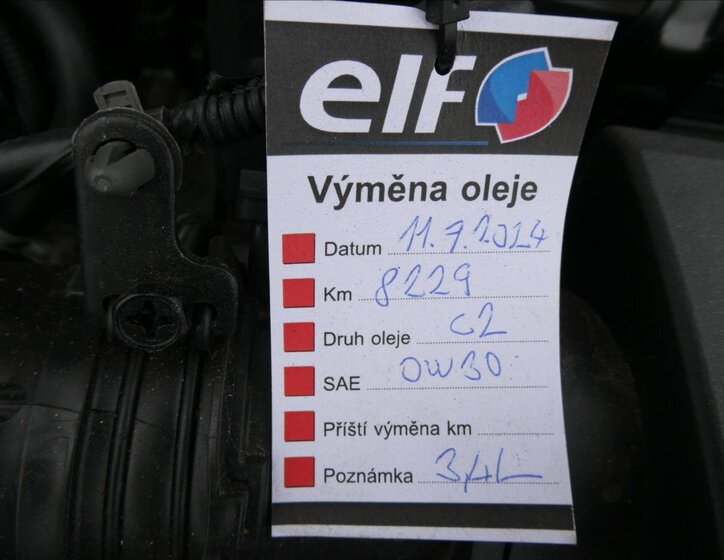 elf
Výměna oleje
Datum 11.7.2024
Km 8229
Druh oleje C2
SAE 0W30
Příští výměna km
Poznámka 3,4L